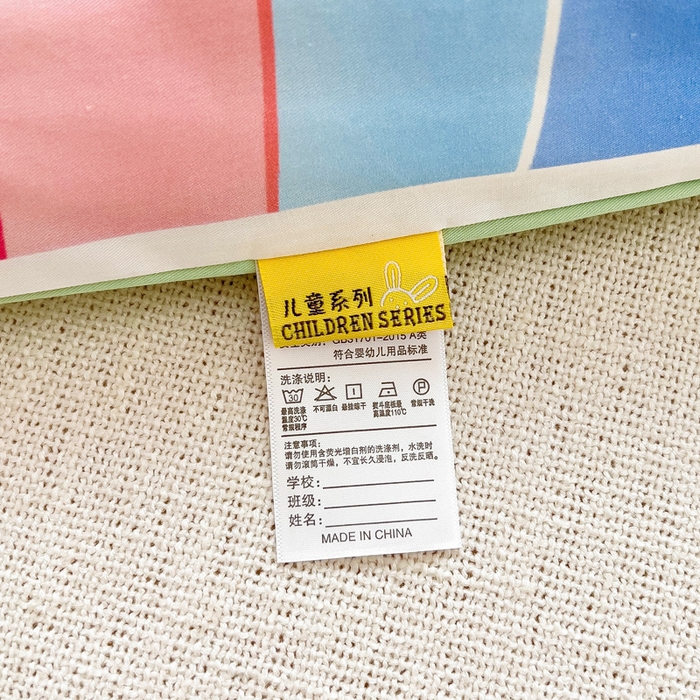 儿童系列
CHILDREN SERIES
GB31701-2015 A类
符合婴幼儿用品标准
洗涤说明:
30
P
最高洗涤 不可漂白 悬挂晾干 熨斗底板最 常规干洗
温度30℃ 高温度110℃
常规程序
注意事项:
请勿使用含荧光增白剂的洗涤剂,水洗时
请勿滚筒干燥,不宜长久浸泡,反洗反晒。
学校:
班级:
姓名:
MADE IN CHINA